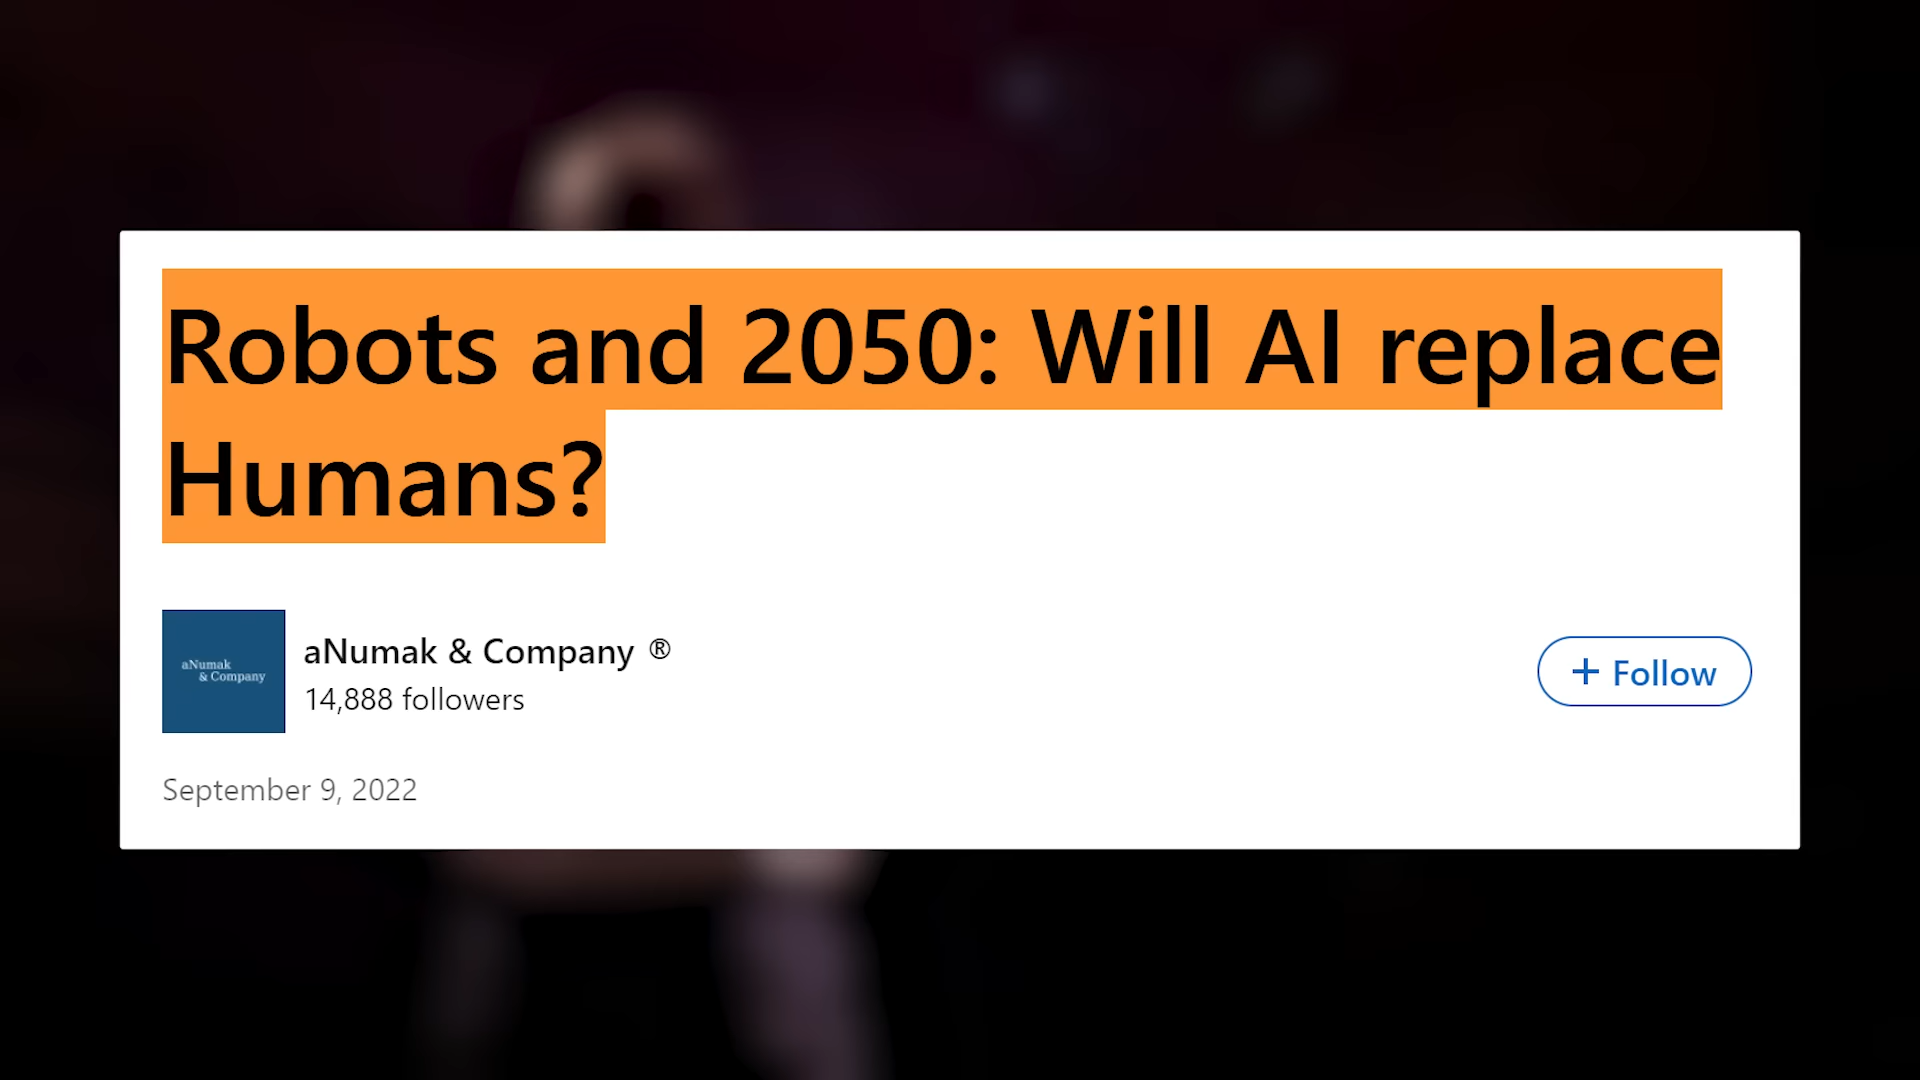 Robots and 2050: Will AI replace
Humans?
aNumak
& Company
aNumak & Company ®
14,888 followers
+ Follow
September 9, 2022